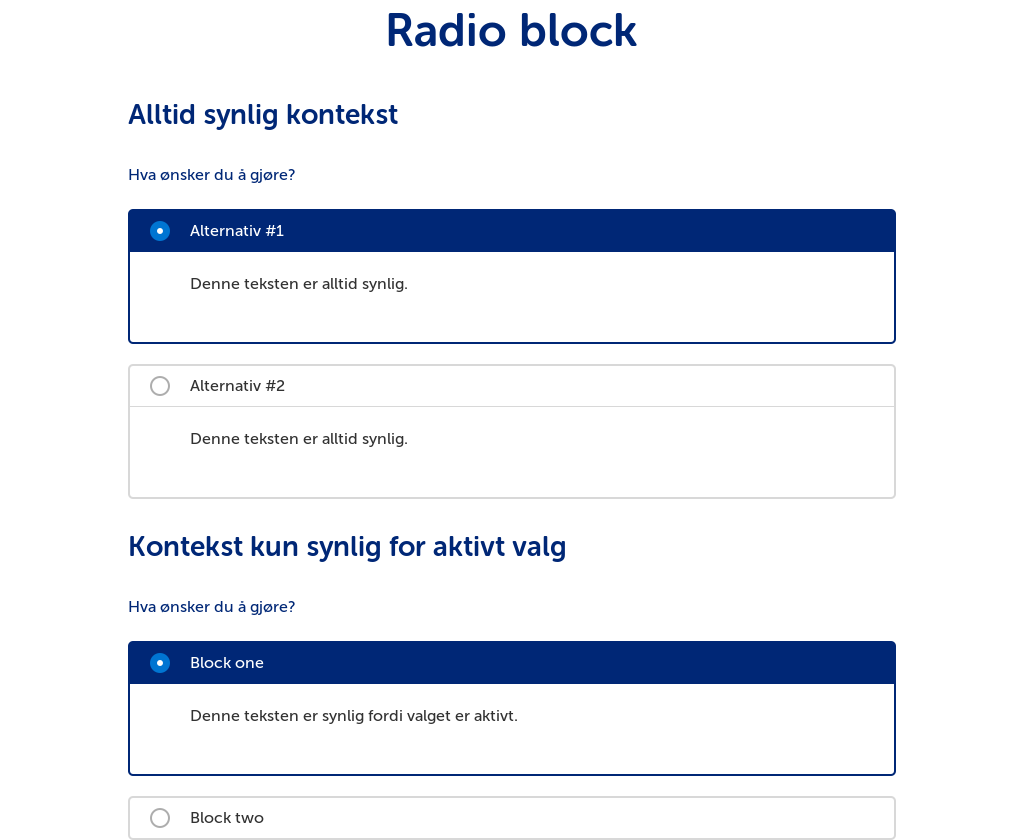 Radio block
Alltid synlig kontekst
Hva ønsker du å gjøre?
Alternativ #1
Denne teksten er alltid synlig.
Alternativ #2
Denne teksten er alltid synlig.
Kontekst kun synlig for aktivt valg
Hva ønsker du å gjøre?
Block one
Denne teksten er synlig fordi valget er aktivt.
Block two